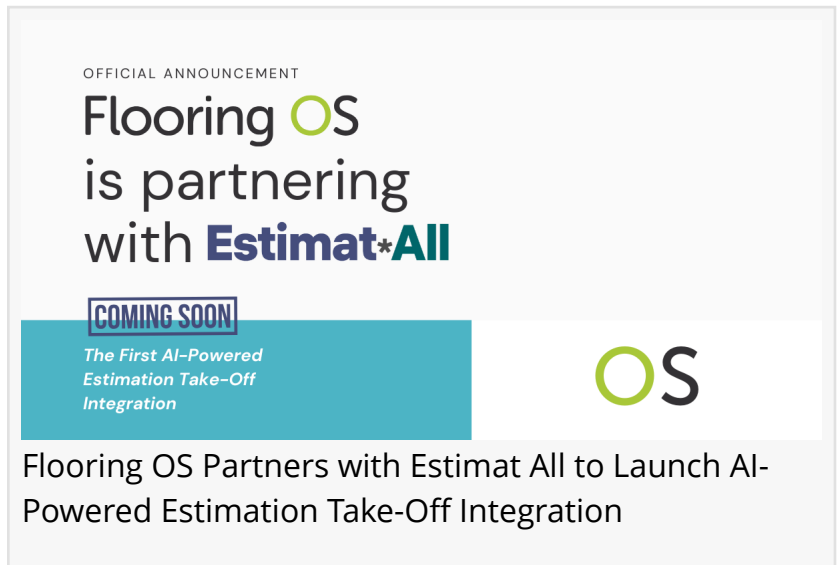 OFFICIAL ANNOUNCEMENT
Flooring OS
is partnering
with Estimat*All
COMING SOON
The First AI-Powered
Estimation Take-Off
Integration
OS
Flooring OS Partners with Estimat All to Launch AI-
Powered Estimation Take-Off Integration